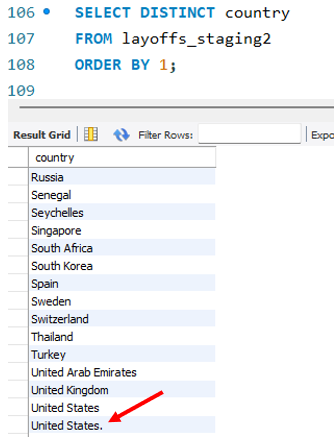 106 SELECT DISTINCT country
107 FROM layoffs_staging2
108 ORDER BY 1;
109
Result Grid Filter Rows: Expo
country
Russia
Senegal
Seychelles
Singapore
South Africa
South Korea
Spain
Sweden
Switzerland
Thailand
Turkey
United Arab Emirates
United Kingdom
United States
United States.